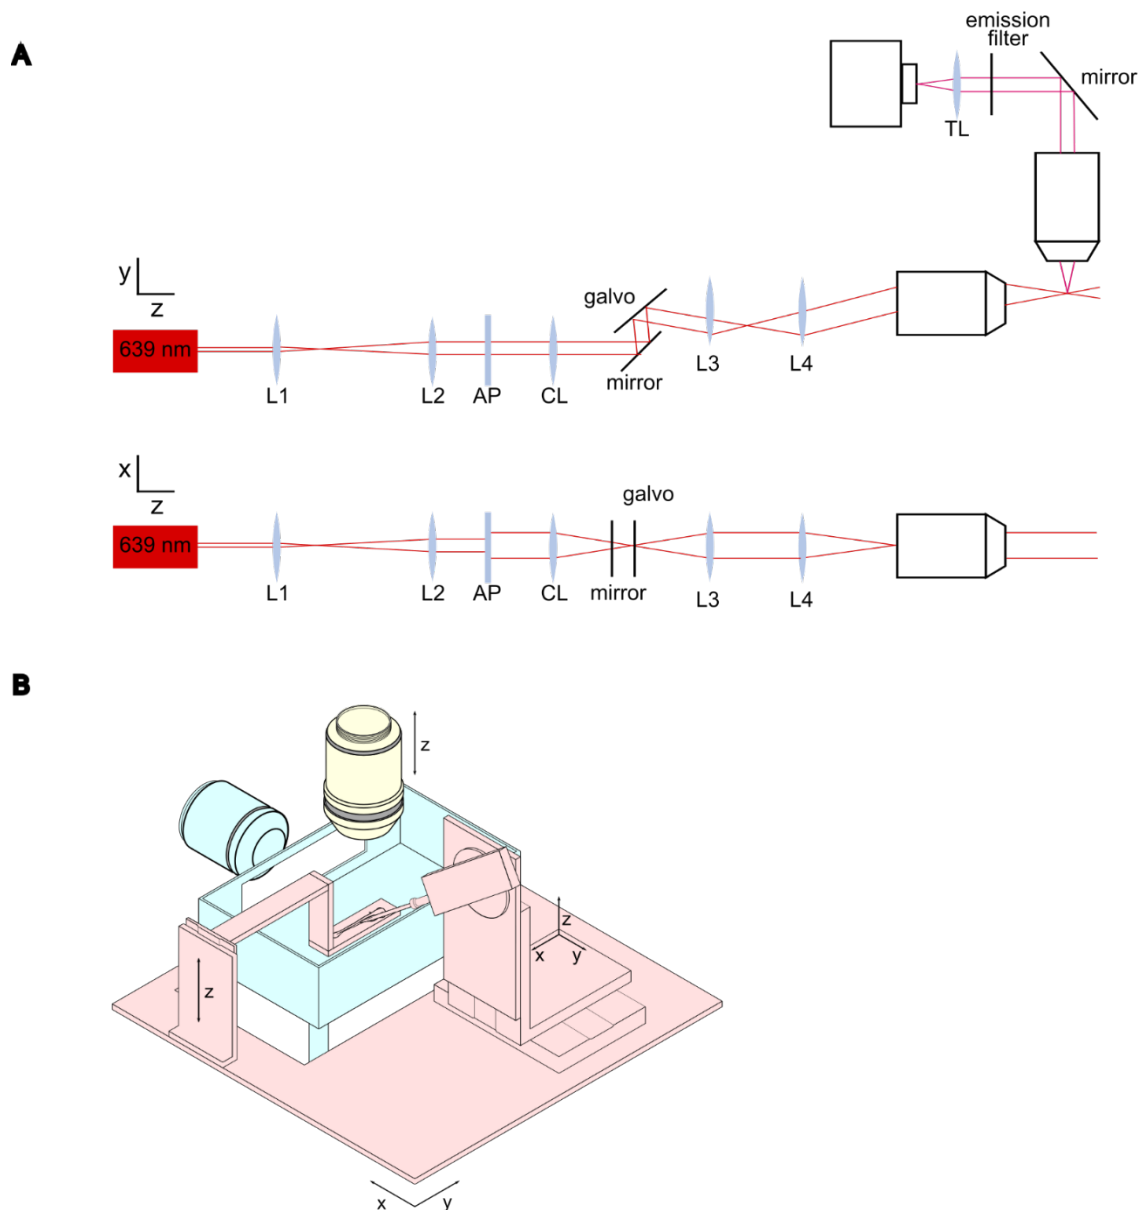 A
emission
filter
mirror
TL
y
z
galvo
639 nm
L1
L2
AP
CL
mirror
L3
L4
x
z
galvo
639 nm
L1
L2
AP
CL
mirror
L3
L4
B
z
z
z
x
y
x
y